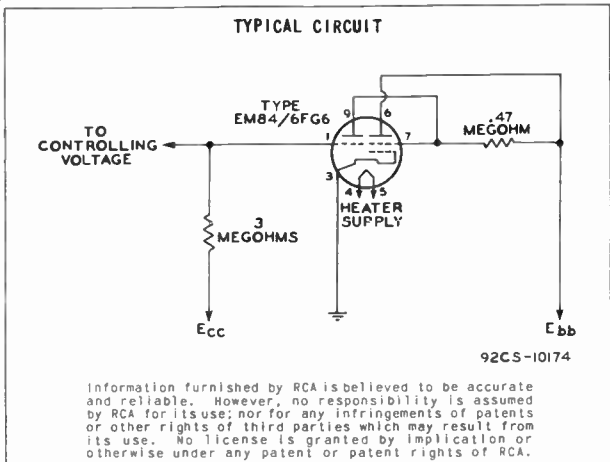 TYPICAL CIRCUIT
TYPE
EM84/6FG6
9
6
.47
MEGOHM
TO
CONTROLLING
VOLTAGE
1
7
3
4
5
HEATER
SUPPLY
3
MEGOHMS
Ecc
Ebb
92CS-10174
Information furnished by RCA is believed to be accurate
and reliable. However, no responsibility is assumed
by RCA for its use; nor for any infringements of patents
or other rights of third parties which may result from
its use. No license is granted by implication or
otherwise under any patent or patent rights of RCA.